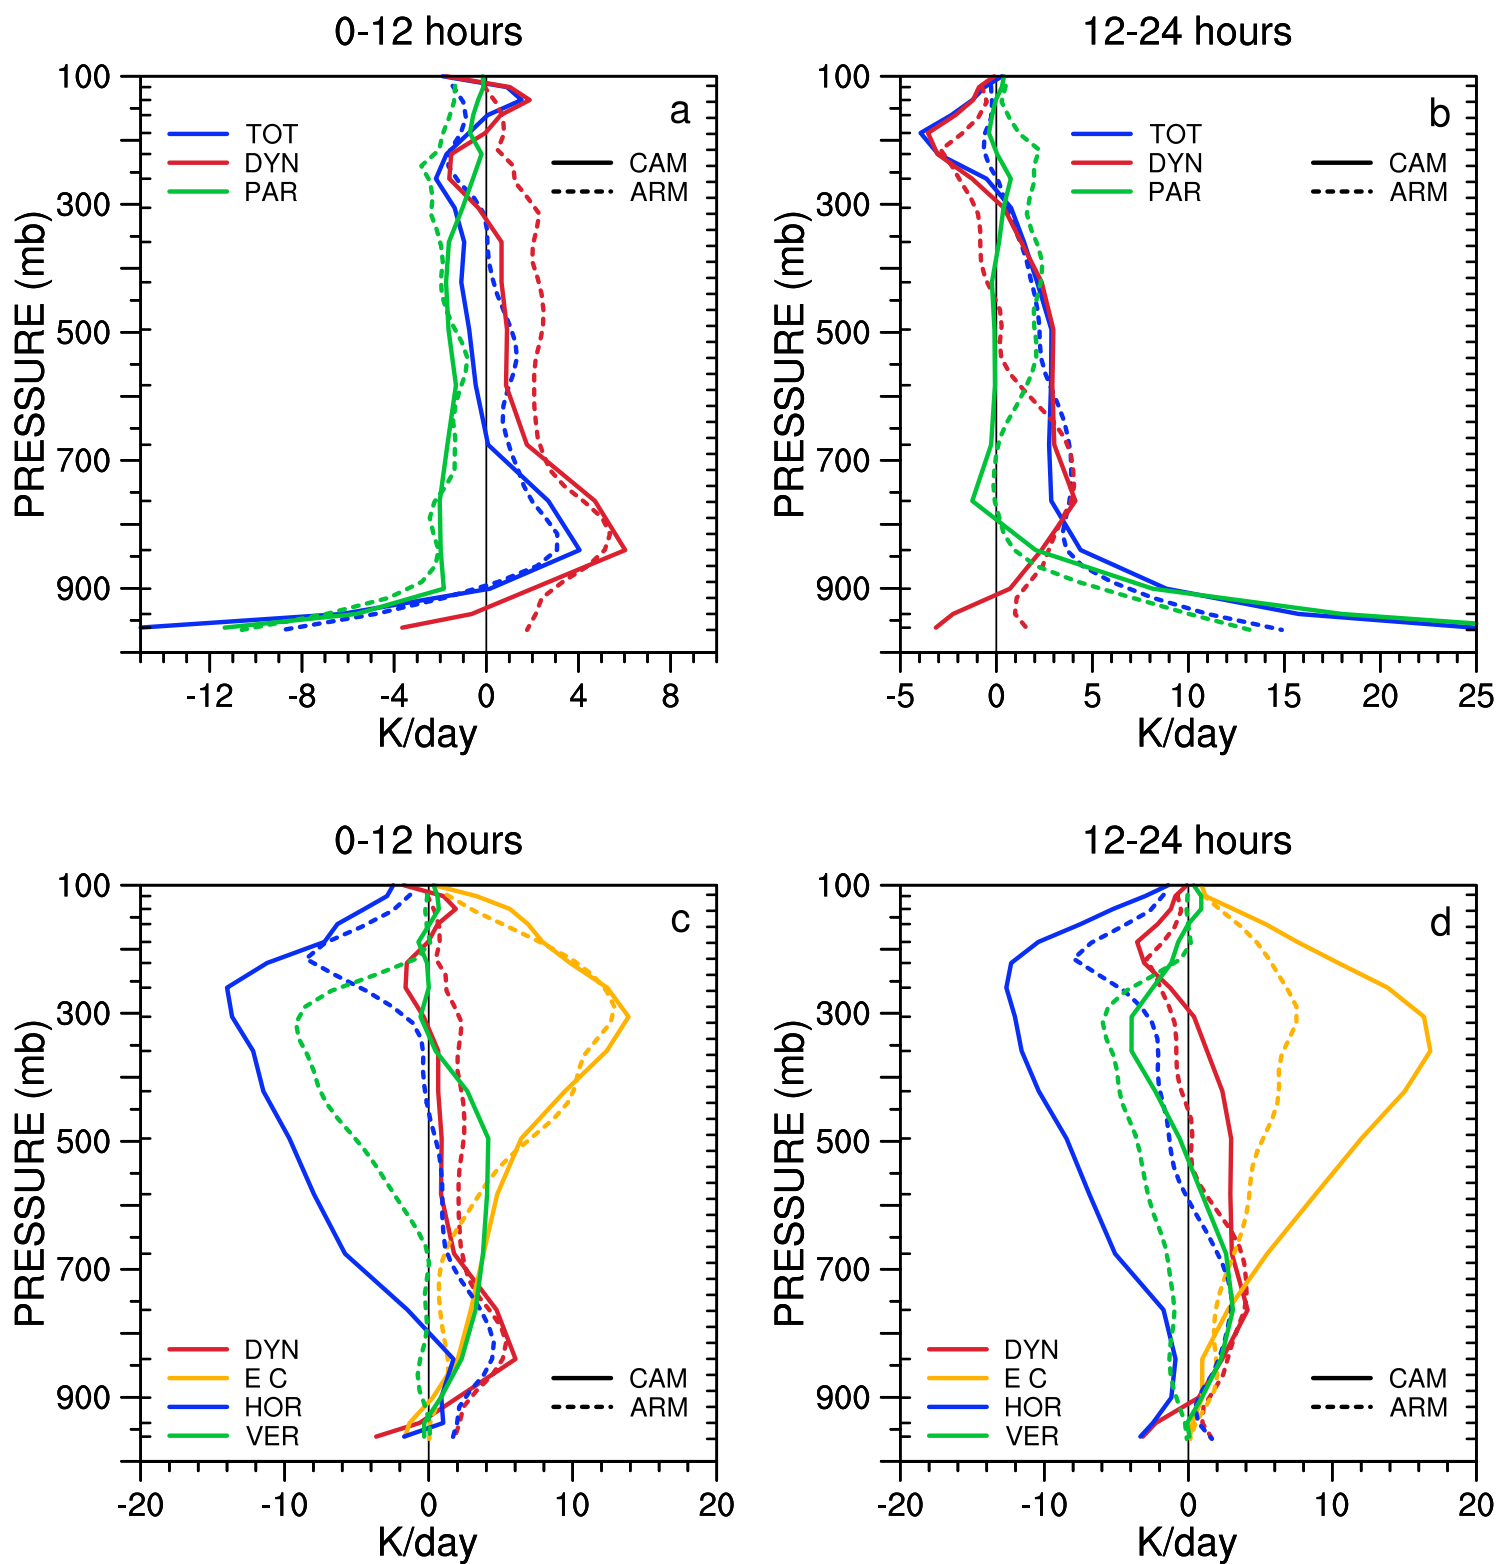 0-12 hours
12-24 hours
a
b
TOT
DYN
PAR
CAM
ARM
TOT
DYN
PAR
CAM
ARM
100
300
500
700
900
PRESSURE (mb)
-12 -8 -4 0 4 8
K/day
100
300
500
700
900
PRESSURE (mb)
-5 0 5 10 15 20 25
K/day
0-12 hours
12-24 hours
c
d
100
300
500
700
900
PRESSURE (mb)
DYN
E C
HOR
VER
CAM
ARM
-20 -10 0 10 20
K/day
100
300
500
700
900
PRESSURE (mb)
DYN
E C
HOR
VER
CAM
ARM
-20 -10 0 10 20
K/day